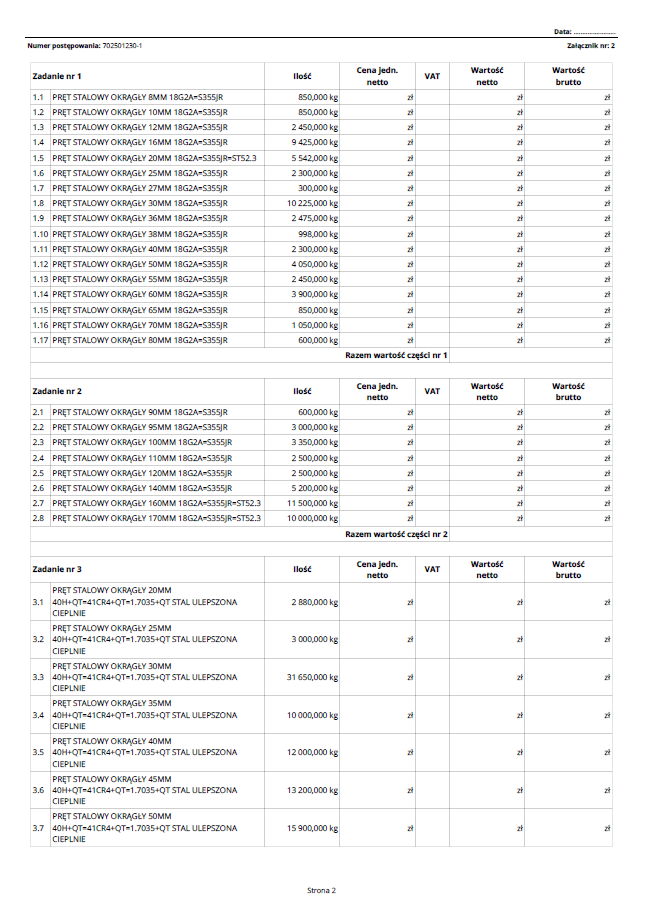 Data: ......................
Numer postępowania: 702501230-1 Załącznik nr: 2
Zadanie nr 1 Ilość Cena jedn. netto VAT Wartość netto Wartość brutto
1.1 PRĘT STALOWY OKRĄGŁY 8MM 18G2A=S355JR 850,000 kg zł zł zł
1.2 PRĘT STALOWY OKRĄGŁY 10MM 18G2A=S355JR 850,000 kg zł zł zł
1.3 PRĘT STALOWY OKRĄGŁY 12MM 18G2A=S355JR 2 450,000 kg zł zł zł
1.4 PRĘT STALOWY OKRĄGŁY 16MM 18G2A=S355JR 9 425,000 kg zł zł zł
1.5 PRĘT STALOWY OKRĄGŁY 20MM 18G2A=S355JR=ST52.3 5 542,000 kg zł zł zł
1.6 PRĘT STALOWY OKRĄGŁY 25MM 18G2A=S355JR 2 300,000 kg zł zł zł
1.7 PRĘT STALOWY OKRĄGŁY 27MM 18G2A=S355JR 300,000 kg zł zł zł
1.8 PRĘT STALOWY OKRĄGŁY 30MM 18G2A=S355JR 10 225,000 kg zł zł zł
1.9 PRĘT STALOWY OKRĄGŁY 36MM 18G2A=S355JR 2 475,000 kg zł zł zł
1.10 PRĘT STALOWY OKRĄGŁY 38MM 18G2A=S355JR 998,000 kg zł zł zł
1.11 PRĘT STALOWY OKRĄGŁY 40MM 18G2A=S355JR 2 300,000 kg zł zł zł
1.12 PRĘT STALOWY OKRĄGŁY 50MM 18G2A=S355JR 4 050,000 kg zł zł zł
1.13 PRĘT STALOWY OKRĄGŁY 55MM 18G2A=S355JR 2 450,000 kg zł zł zł
1.14 PRĘT STALOWY OKRĄGŁY 60MM 18G2A=S355JR 3 900,000 kg zł zł zł
1.15 PRĘT STALOWY OKRĄGŁY 65MM 18G2A=S355JR 850,000 kg zł zł zł
1.16 PRĘT STALOWY OKRĄGŁY 70MM 18G2A=S355JR 1 050,000 kg zł zł zł
1.17 PRĘT STALOWY OKRĄGŁY 80MM 18G2A=S355JR 600,000 kg zł zł zł
Razem wartość części nr 1
Zadanie nr 2 Ilość Cena jedn. netto VAT Wartość netto Wartość brutto
2.1 PRĘT STALOWY OKRĄGŁY 90MM 18G2A=S355JR 600,000 kg zł zł zł
2.2 PRĘT STALOWY OKRĄGŁY 95MM 18G2A=S355JR 3 000,000 kg zł zł zł
2.3 PRĘT STALOWY OKRĄGŁY 100MM 18G2A=S355JR 3 350,000 kg zł zł zł
2.4 PRĘT STALOWY OKRĄGŁY 110MM 18G2A=S355JR 2 500,000 kg zł zł zł
2.5 PRĘT STALOWY OKRĄGŁY 120MM 18G2A=S355JR 2 500,000 kg zł zł zł
2.6 PRĘT STALOWY OKRĄGŁY 140MM 18G2A=S355JR 5 200,000 kg zł zł zł
2.7 PRĘT STALOWY OKRĄGŁY 160MM 18G2A=S355JR=ST52.3 11 500,000 kg zł zł zł
2.8 PRĘT STALOWY OKRĄGŁY 170MM 18G2A=S355JR=ST52.3 10 000,000 kg zł zł zł
Razem wartość części nr 2
Zadanie nr 3 Ilość Cena jedn. netto VAT Wartość netto Wartość brutto
PRĘT STALOWY OKRĄGŁY 20MM
3.1 40H+QT=41CR4+QT=1.7035+QT STAL ULEPSZONA 2 880,000 kg zł zł zł
CIEPLNIE
PRĘT STALOWY OKRĄGŁY 25MM
3.2 40H+QT=41CR4+QT=1.7035+QT STAL ULEPSZONA 3 000,000 kg zł zł zł
CIEPLNIE
PRĘT STALOWY OKRĄGŁY 30MM
3.3 40H+QT=41CR4+QT=1.7035+QT STAL ULEPSZONA 31 650,000 kg zł zł zł
CIEPLNIE
PRĘT STALOWY OKRĄGŁY 35MM
3.4 40H+QT=41CR4+QT=1.7035+QT STAL ULEPSZONA 10 000,000 kg zł zł zł
CIEPLNIE
PRĘT STALOWY OKRĄGŁY 40MM
3.5 40H+QT=41CR4+QT=1.7035+QT STAL ULEPSZONA 12 000,000 kg zł zł zł
CIEPLNIE
PRĘT STALOWY OKRĄGŁY 45MM
3.6 40H+QT=41CR4+QT=1.7035+QT STAL ULEPSZONA 13 200,000 kg zł zł zł
CIEPLNIE
PRĘT STALOWY OKRĄGŁY 50MM
3.7 40H+QT=41CR4+QT=1.7035+QT STAL ULEPSZONA 15 900,000 kg zł zł zł
CIEPLNIE
Strona 2